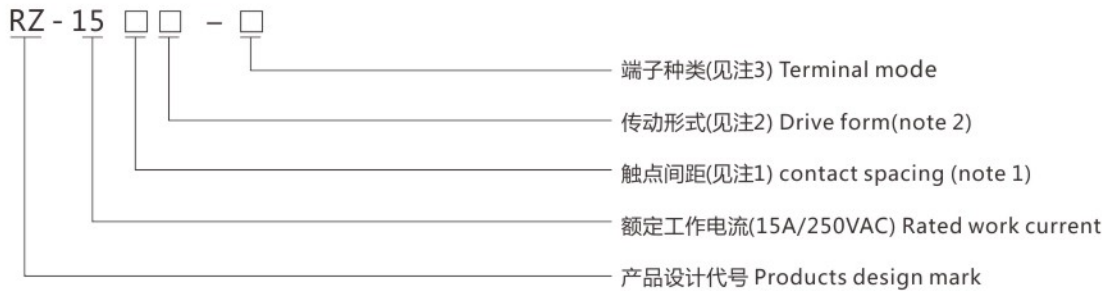 RZ - 15 □ □ - □
端子种类(见注3) Terminal mode
传动形式(见注2) Drive form(note 2)
触点间距(见注1) contact spacing (note 1)
额定工作电流(15A/250VAC) Rated work current
产品设计代号 Products design mark